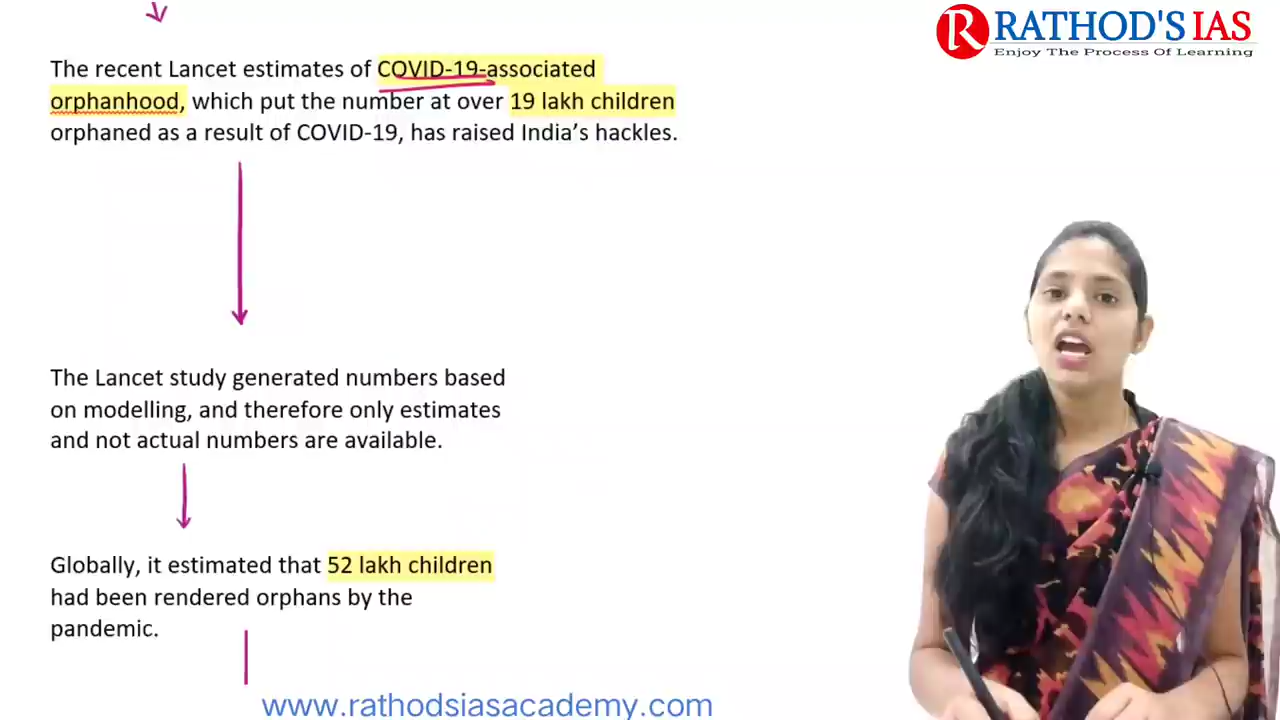 RATHOD'S IAS
Enjoy The Process Of Learning
The recent Lancet estimates of COVID-19-associated
orphanhood, which put the number at over 19 lakh children
orphaned as a result of COVID-19, has raised India’s hackles.
The Lancet study generated numbers based
on modelling, and therefore only estimates
and not actual numbers are available.
Globally, it estimated that 52 lakh children
had been rendered orphans by the
pandemic.
www.rathodsiasacademy.com